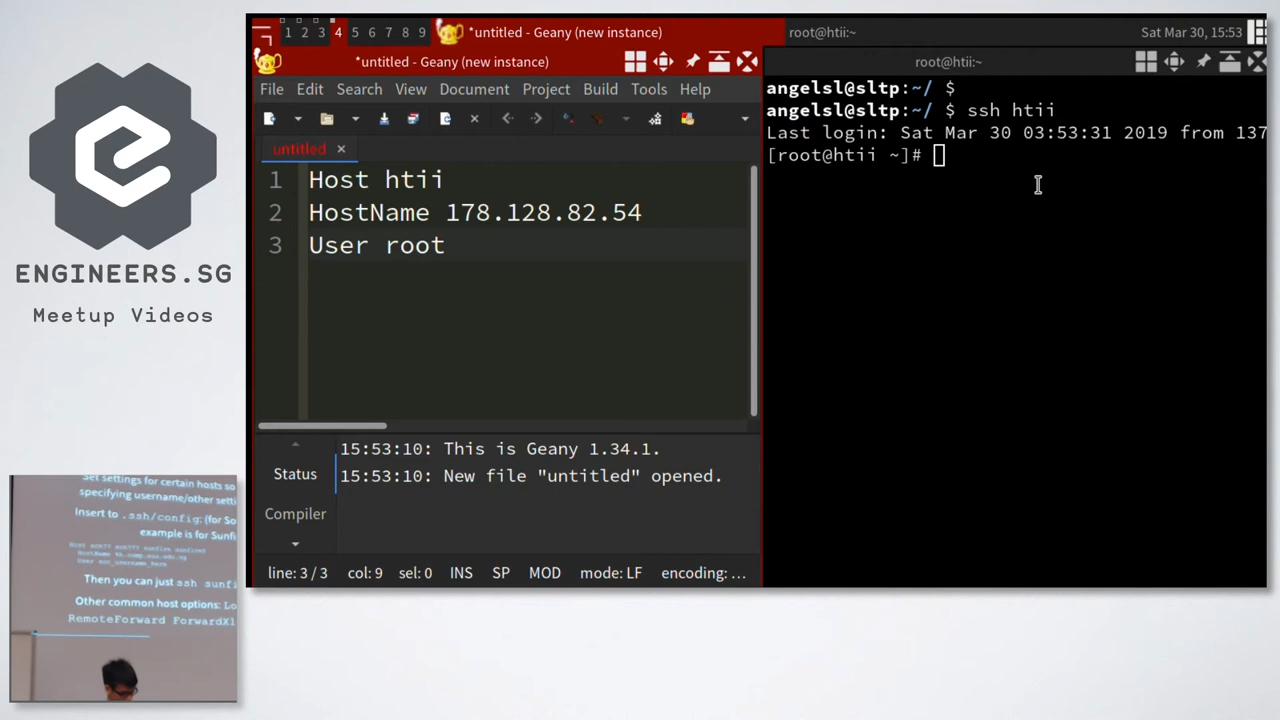 ENGINEERS.SG
Meetup Videos
1 2 3 4 5 6 7 8 9
*untitled - Geany (new instance)
root@htii:~
Sat Mar 30, 15:53
*untitled - Geany (new instance)
root@htii:~
File Edit Search View Document Project Build Tools Help
untitled
1 Host htii
2 HostName 178.128.82.54
3 User root
Status
Compiler
15:53:10: This is Geany 1.34.1.
15:53:10: New file "untitled" opened.
line: 3 / 3 col: 9 sel: 0 INS SP MOD mode: LF encoding: …
angelsl@sltp:~/ $
angelsl@sltp:~/ $ ssh htii
Last login: Sat Mar 30 03:53:31 2019 from 137
[root@htii ~]#
Set settings for certain hosts so
specifying username/other setti
Insert to .ssh/config: (for So
example is for Sunfir
User soc_username_here
Then you can just ssh sunfi
Other common host options: Lo
RemoteForward ForwardX1